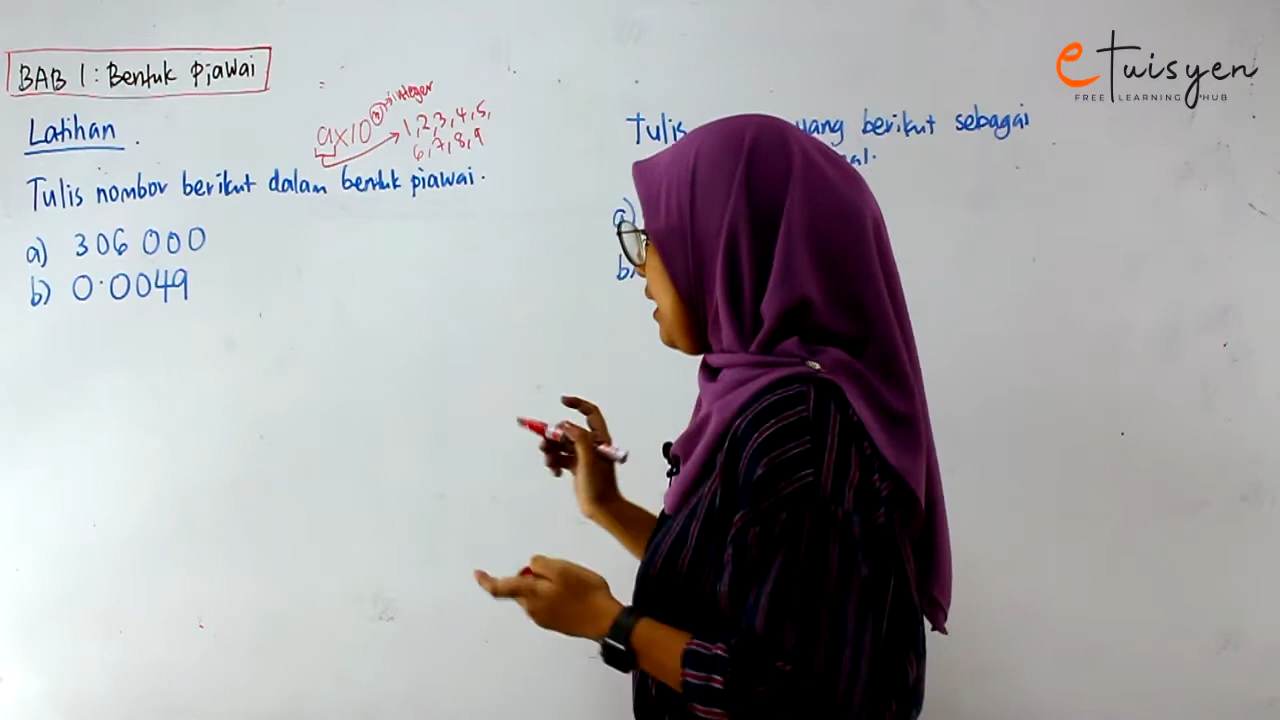 BAB 1 : Bentuk Piawai
Latihan.
a×10ⁿ → integer
1,2,3,4,5,
6,7,8,9
Tulis nombor berikut dalam bentuk piawai.
a) 306 000
b) 0.0049
Tulis yang berikut sebagai
a)
b)
eTuisyen
FREE LEARNING HUB